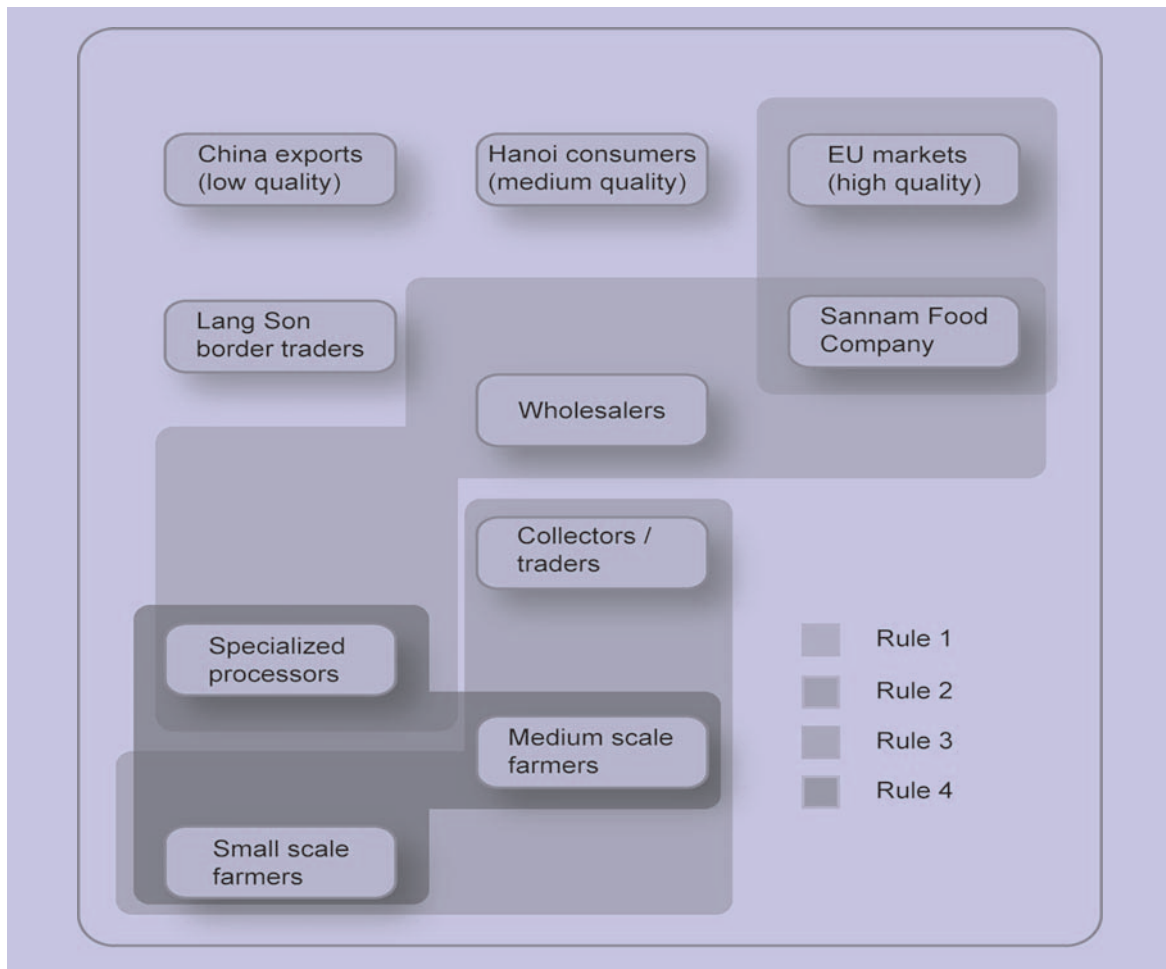 China exports
(low quality)
Hanoi consumers
(medium quality)
EU markets
(high quality)
Lang Son
border traders
Sannam Food
Company
Wholesalers
Collectors /
traders
Specialized
processors
Medium scale
farmers
Small scale
farmers
Rule 1
Rule 2
Rule 3
Rule 4